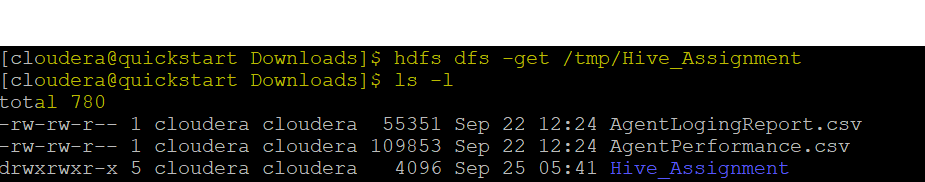 [cloudera@quickstart Downloads]$ hdfs dfs -get /tmp/Hive_Assignment
[cloudera@quickstart Downloads]$ ls -l
total 780
-rw-rw-r-- 1 cloudera cloudera  55351 Sep 22 12:24 AgentLogingReport.csv
-rw-rw-r-- 1 cloudera cloudera 109853 Sep 22 12:24 AgentPerformance.csv
drwxrwxr-x 5 cloudera cloudera   4096 Sep 25 05:41 Hive_Assignment